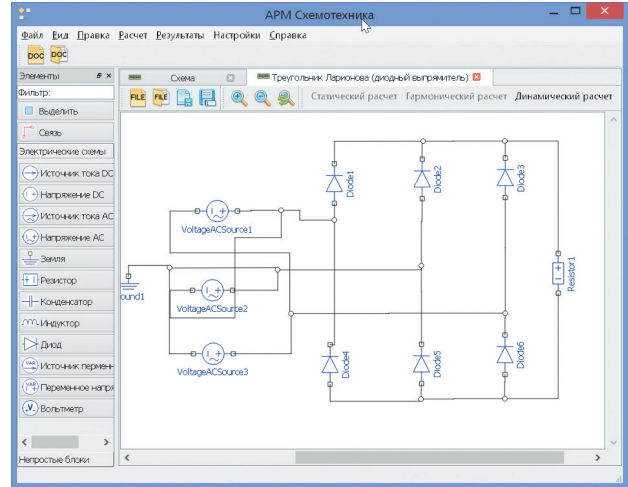 АРМ Схемотехника
Файл Вид Правка Расчет Результаты Настройки Справка
DOC DOC
Элементы
Схема
Треугольник Ларионова (диодный выпрямитель)
Фильтр:
FILE FILE
Статический расчет Гармонический расчет Динамический расчет
Выделить
Связь
Электрические схемы
Источник тока DC
Напряжение DC
Источник тока AC
Напряжение AC
Земля
Резистор
Конденсатор
Индуктор
Диод
Источник перменн
Переменное напря
Вольтметр
Непростые блоки
Diode1
Diode2
Diode3
VoltageACSource1
Resistor1
ound1
VoltageACSource2
Diode4
Diode5
Diode6
VoltageACSource3